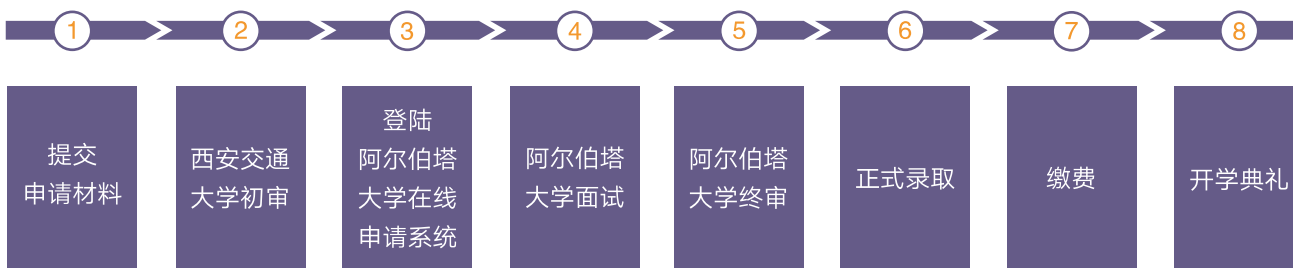 1
2
3
4
5
6
7
8
提交
申请材料
西安交通
大学初审
登陆
阿尔伯塔
大学在线
申请系统
阿尔伯塔
大学面试
阿尔伯塔
大学终审
正式录取
缴费
开学典礼